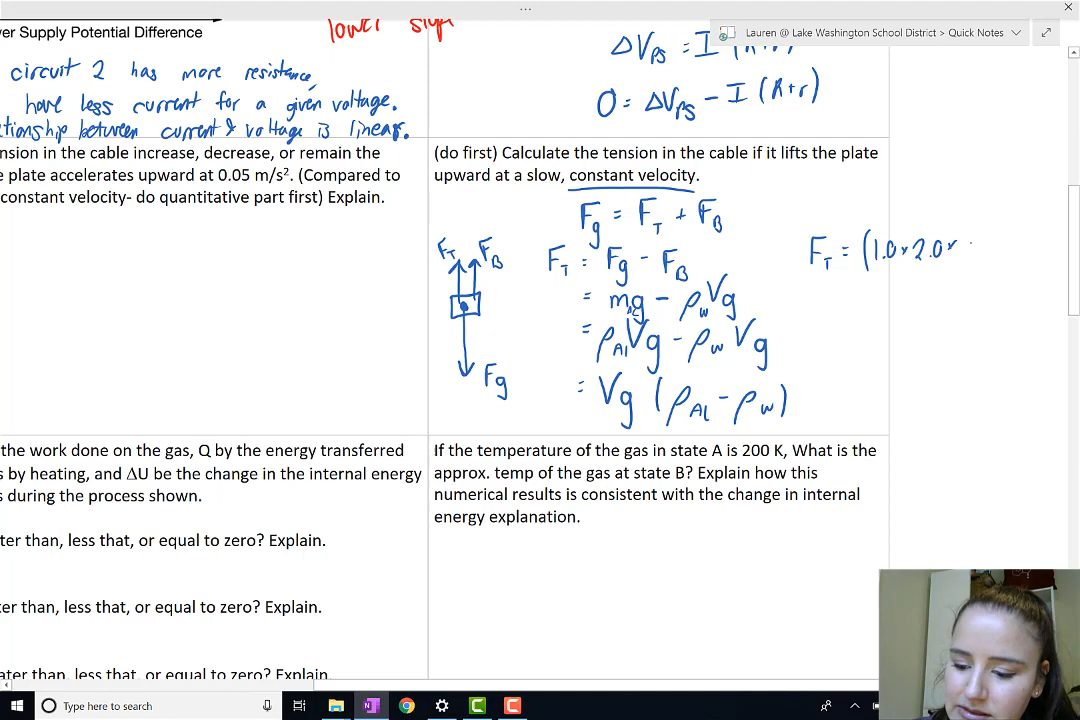 Lauren @ Lake Washington School District > Quick Notes
ver Supply Potential Difference
lower
circuit 2 has more resistance,
have less current for a given voltage.
tionship between current & voltage is linear.
ΔV_PS = I (R+r)
0 = ΔV_PS - I (R+r)
nsion in the cable increase, decrease, or remain the
e plate accelerates upward at 0.05 m/s². (Compared to
constant velocity- do quantitative part first) Explain.
(do first) Calculate the tension in the cable if it lifts the plate
upward at a slow, constant velocity.
F_g = F_T + F_B
F_T F_B
F_g
F_T = F_g - F_B
= m_AL g - ρ_W Vg
= ρ_Al Vg - ρ_W Vg
= Vg (ρ_AL - ρ_W)
F_T = (1.0 × 2.0 ×
the work done on the gas, Q by the energy transferred
s by heating, and ΔU be the change in the internal energy
s during the process shown.
ter than, less that, or equal to zero? Explain.
ter than, less that, or equal to zero? Explain.
ater than, less that, or equal to zero? Explain
If the temperature of the gas in state A is 200 K, What is the
approx. temp of the gas at state B? Explain how this
numerical results is consistent with the change in internal
energy explanation.
Type here to search